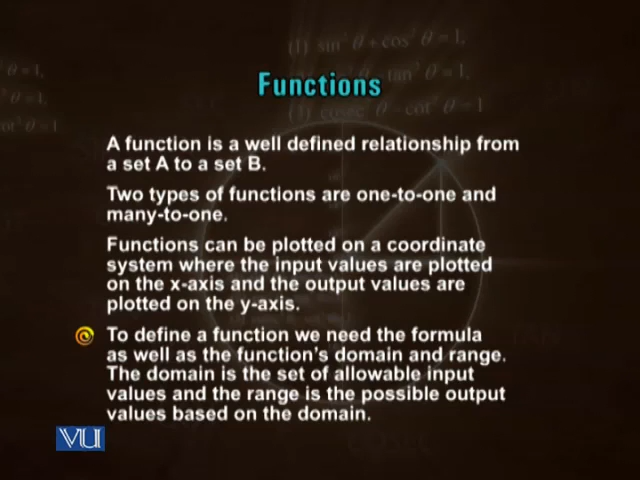 (1) sin² θ + cos² θ = 1,
Functions
A function is a well defined relationship from
a set A to a set B.
Two types of functions are one-to-one and
many-to-one.
Functions can be plotted on a coordinate
system where the input values are plotted
on the x-axis and the output values are
plotted on the y-axis.
To define a function we need the formula
as well as the function's domain and range.
The domain is the set of allowable input
values and the range is the possible output
values based on the domain.
VU